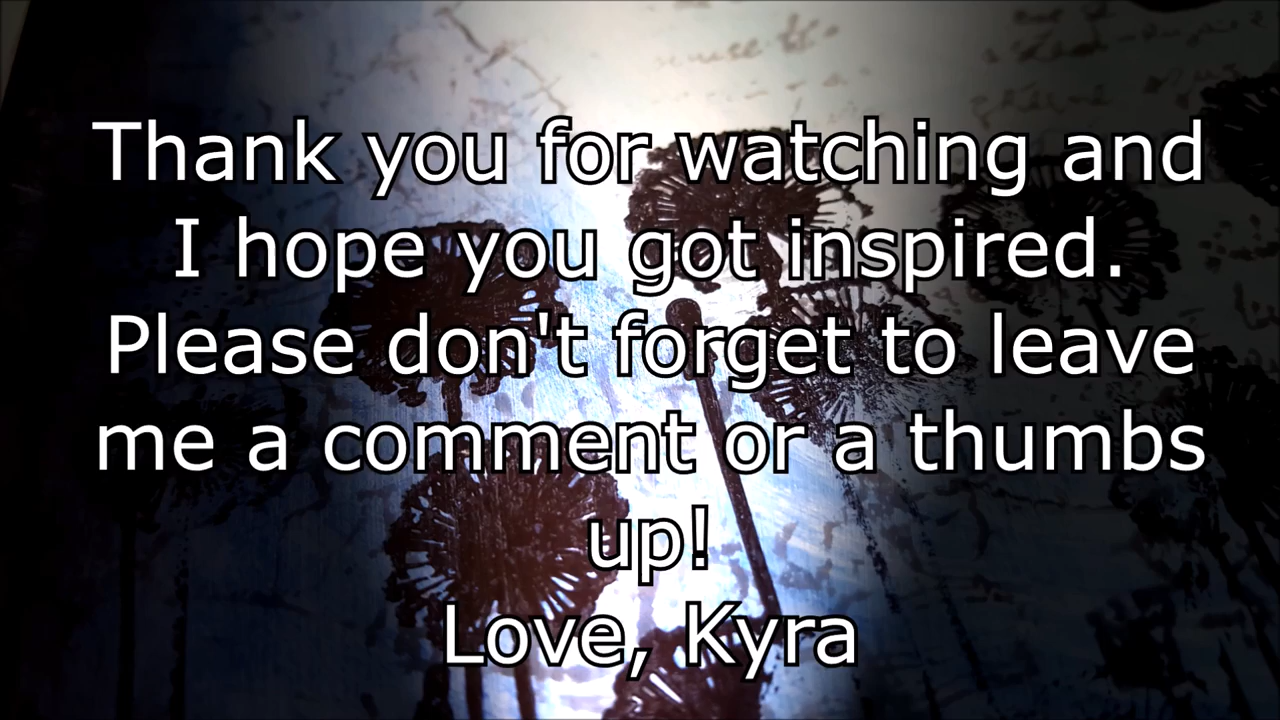 Thank you for watching and
I hope you got inspired.
Please don't forget to leave
me a comment or a thumbs
up!
Love, Kyra